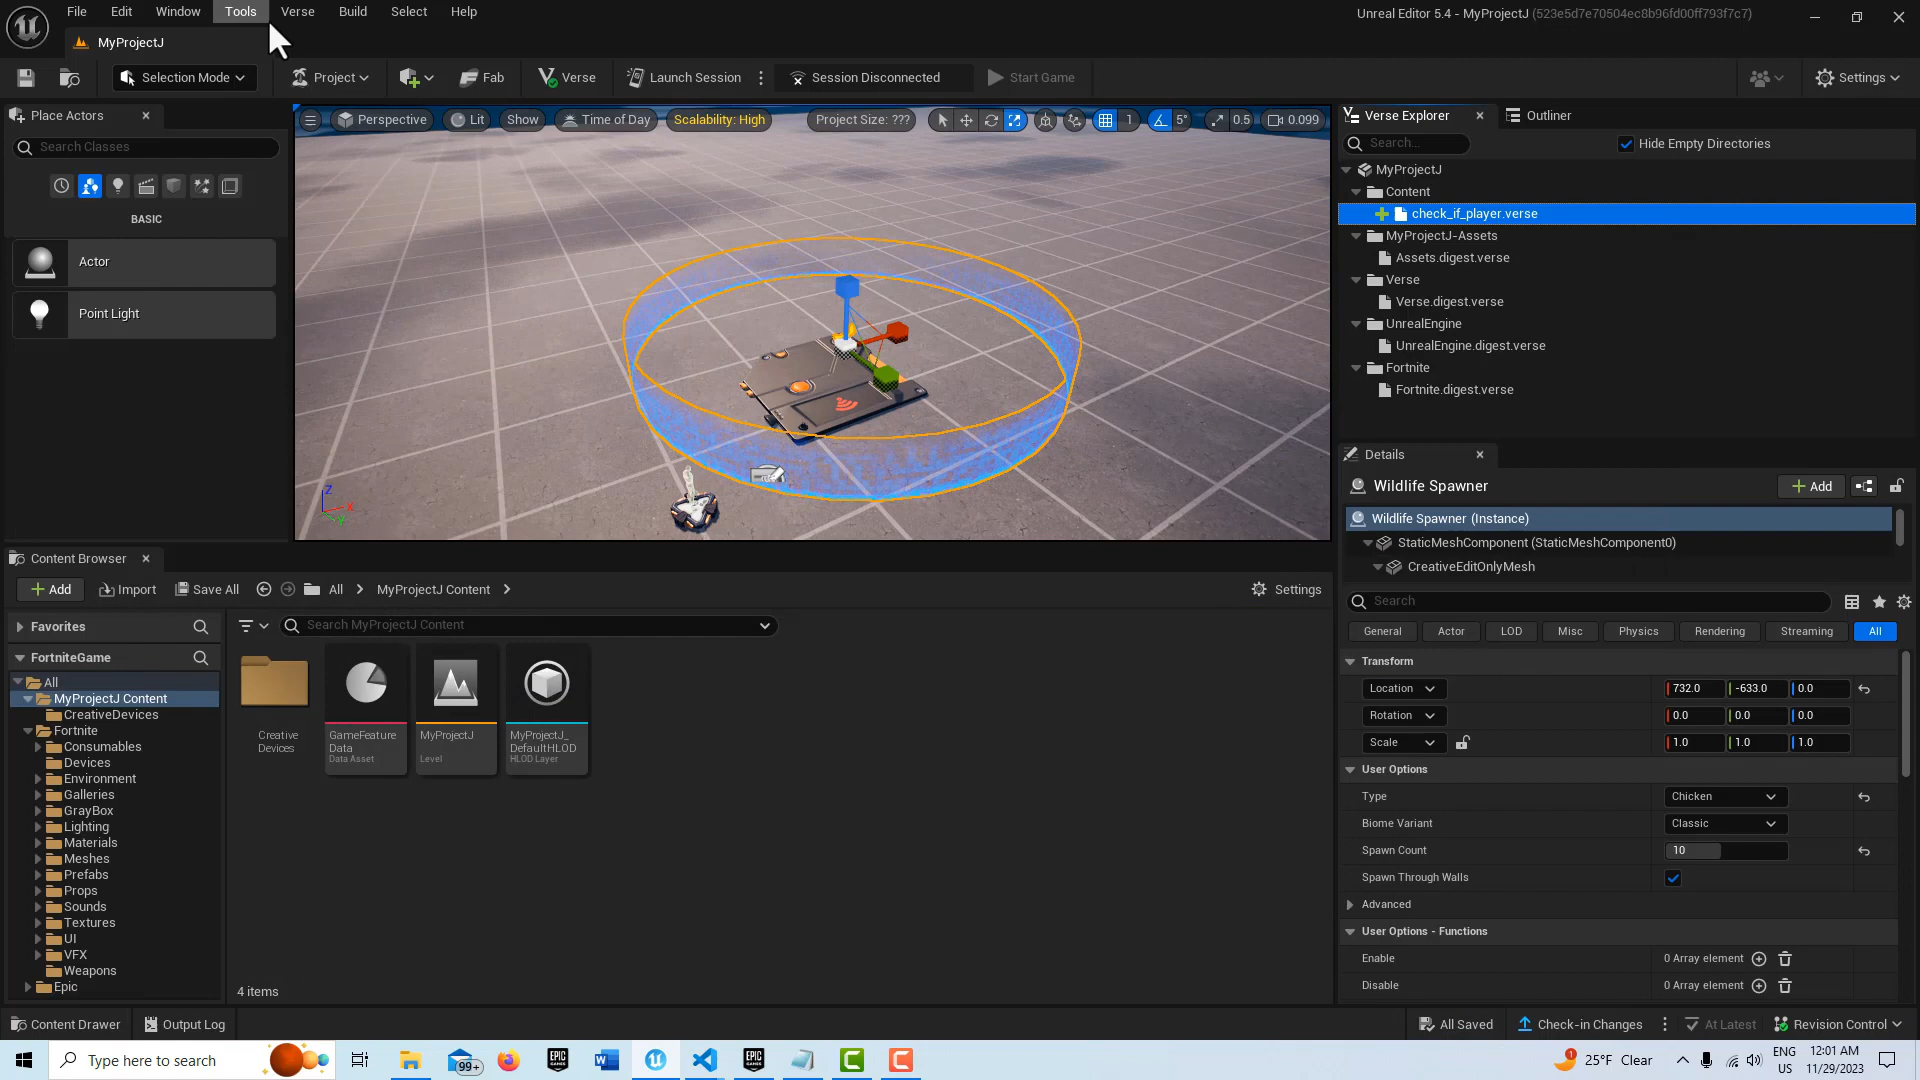 File Edit Window Tools Verse Build Select Help
Unreal Editor 5.4 - MyProjectJ (523e5d7e70504ec8b96fd00ff793f7c7)
MyProjectJ
Selection Mode Project Fab Verse Launch Session Session Disconnected Start Game Settings
Place Actors
Search Classes
BASIC
Actor
Point Light
Perspective Lit Show Time of Day Scalability: High Project Size: ??? 1 5° 0.5 0.099
Z
X
Y
Verse Explorer Outliner
Search... Hide Empty Directories
MyProjectJ
Content
check_if_player.verse
MyProjectJ-Assets
Assets.digest.verse
Verse
Verse.digest.verse
UnrealEngine
UnrealEngine.digest.verse
Fortnite
Fortnite.digest.verse
Details
Wildlife Spawner Add
Wildlife Spawner (Instance)
StaticMeshComponent (StaticMeshComponent0)
CreativeEditOnlyMesh
Search
General Actor LOD Misc Physics Rendering Streaming All
Transform
Location 732.0 -633.0 0.0
Rotation 0.0 0.0 0.0
Scale 1.0 1.0 1.0
User Options
Type Chicken
Biome Variant Classic
Spawn Count 10
Spawn Through Walls
Advanced
User Options - Functions
Enable 0 Array element
Disable 0 Array element
Content Browser
Add Import Save All All MyProjectJ Content Settings
Favorites
Search MyProjectJ Content
FortniteGame
All
MyProjectJ Content
CreativeDevices
Fortnite
Consumables
Devices
Environment
Galleries
GrayBox
Lighting
Materials
Meshes
Prefabs
Props
Sounds
Textures
UI
VFX
Weapons
Epic
Creative
Devices
GameFeature
Data
Data Asset
MyProjectJ
Level
MyProjectJ_
DefaultHLOD
HLOD Layer
4 items
Content Drawer Output Log All Saved Check-in Changes At Latest Revision Control
Type here to search
99+
1 25°F Clear
ENG
US
12:01 AM
11/29/2023